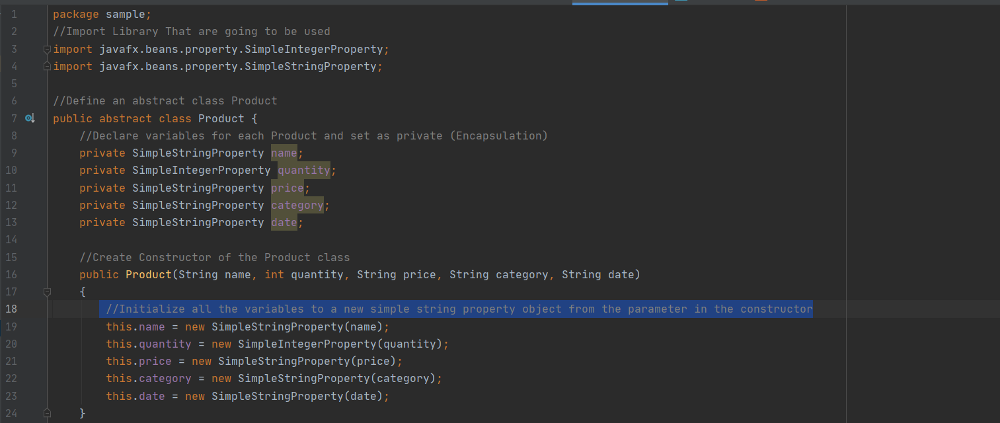 1 package sample;
2 //Import Library That are going to be used
3 import javafx.beans.property.SimpleIntegerProperty;
4 import javafx.beans.property.SimpleStringProperty;
5
6 //Define an abstract class Product
7 public abstract class Product {
8 //Declare variables for each Product and set as private (Encapsulation)
9 private SimpleStringProperty name;
10 private SimpleIntegerProperty quantity;
11 private SimpleStringProperty price;
12 private SimpleStringProperty category;
13 private SimpleStringProperty date;
14
15 //Create Constructor of the Product class
16 public Product(String name, int quantity, String price, String category, String date)
17 {
18 //Initialize all the variables to a new simple string property object from the parameter in the constructor
19 this.name = new SimpleStringProperty(name);
20 this.quantity = new SimpleIntegerProperty(quantity);
21 this.price = new SimpleStringProperty(price);
22 this.category = new SimpleStringProperty(category);
23 this.date = new SimpleStringProperty(date);
24 }